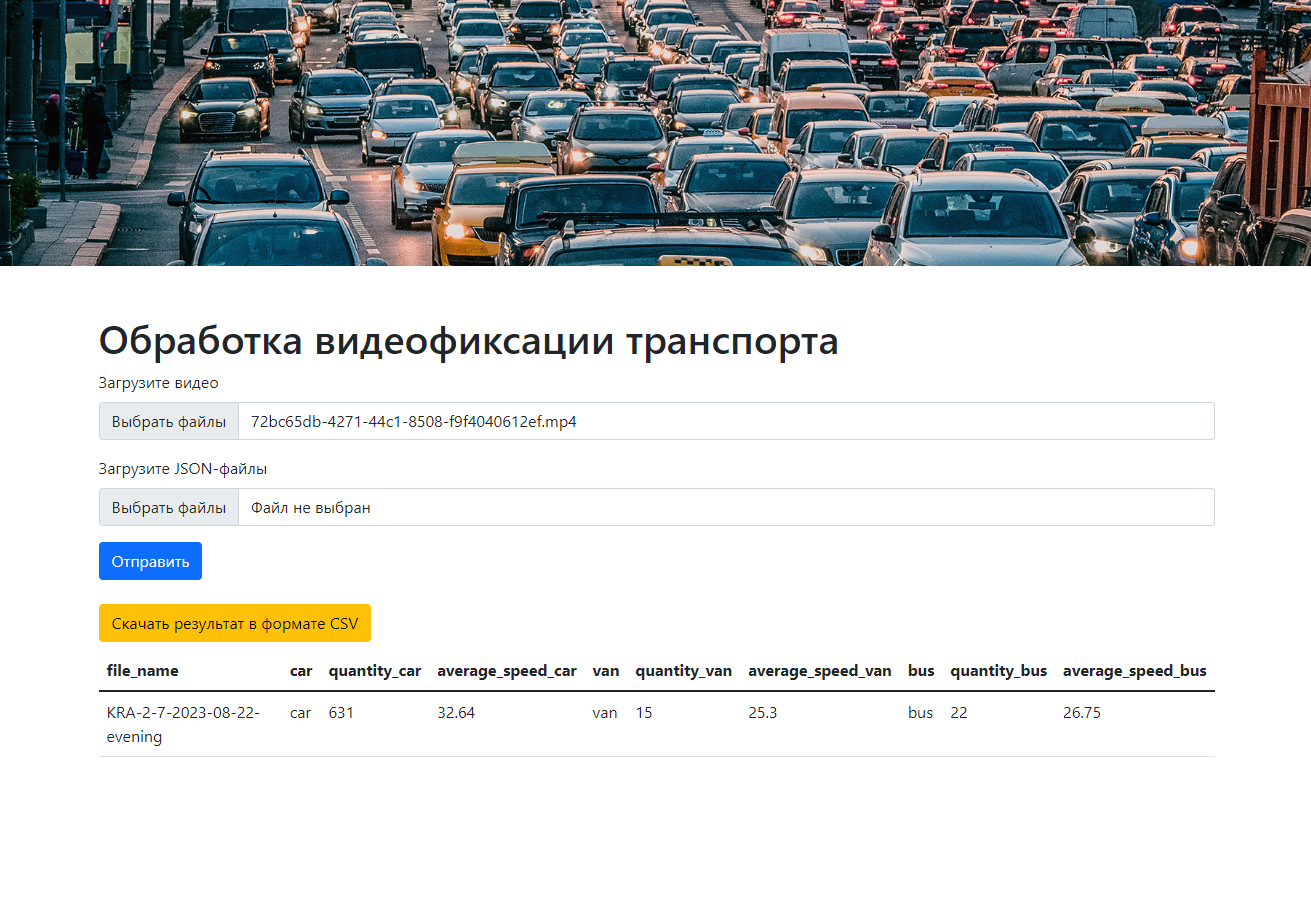 Обработка видеофиксации транспорта
Загрузите видео
Выбрать файлы 72bc65db-4271-44c1-8508-f9f4040612ef.mp4
Загрузите JSON-файлы
Выбрать файлы Файл не выбран
Отправить
Скачать результат в формате CSV
file_name car quantity_car average_speed_car van quantity_van average_speed_van bus quantity_bus average_speed_bus
KRA-2-7-2023-08-22- car 631 32.64 van 15 25.3 bus 22 26.75
evening